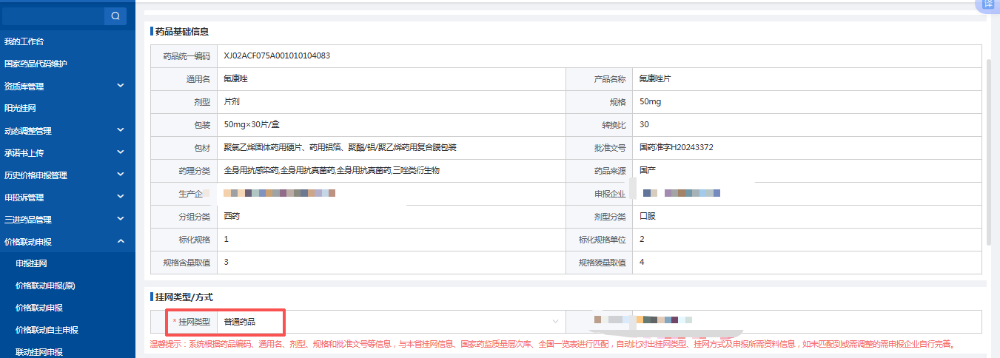 译
我的工作台
国家药品代码维护
资质库管理
阳光挂网
动态调整管理
承诺书上传
历史价格申报管理
申投诉管理
三进药品管理
价格联动申报
申报挂网
价格联动申报(原)
价格联动申报
价格联动自主申报
联动挂网申报
药品基础信息
药品统一编码 XJ02ACF075A001010104083
通用名 氟康唑 产品名称 氟康唑片
剂型 片剂 规格 50mg
包装 50mg×30片/盒 转换比 30
包材 聚氯乙烯固体药用硬片、药用铝箔、聚酯/铝/聚乙烯药用复合膜包装 批准文号 国药准字H20243372
药理分类 全身用抗感染药,全身用抗真菌药,全身用抗真菌药,三唑类衍生物 药品来源 国产
生产企 申报企业
分组分类 西药 剂型分类 口服
标化规格 1 标化规格单位 2
规格含量取值 3 规格装量取值 4
挂网类型/方式
* 挂网类型 普通药品
温馨提示：系统根据药品编码、通用名、剂型、规格和批准文号等信息，与本省挂网信息、国家药监质量层次库、全国一览表进行匹配，自动比对出挂网类型、挂网方式及申报所需资料信息，如未匹配到或需调整的需申报企业自行完善。